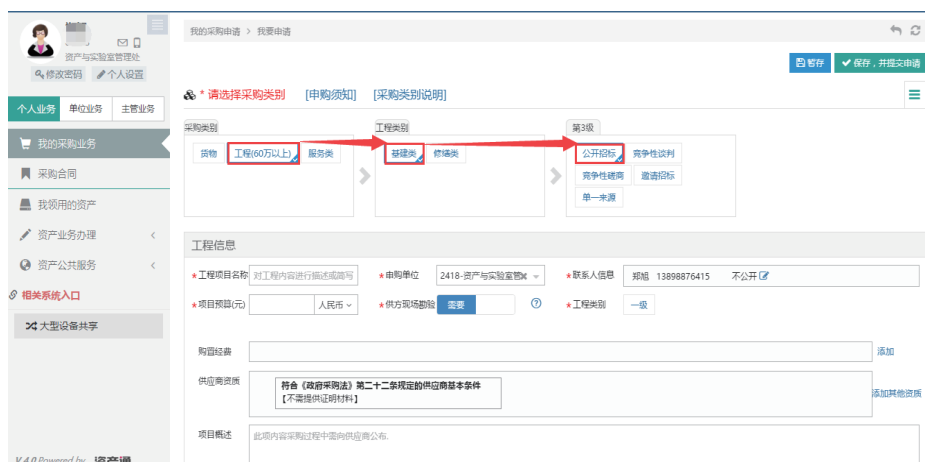 我的采购申请 > 我要申请
资产与实验室管理处
修改密码 个人设置
暂存 保存，并提交申请
* 请选择采购类别 [申购须知] [采购类别说明]
个人业务 单位业务 主管业务
采购类别 工程类别 第3级
我的采购业务
货物 工程(60万以上) 服务类 基建类 修缮类 公开招标 竞争性谈判
采购合同
竞争性磋商 邀请招标
单一来源
我领用的资产
资产业务办理
工程信息
资产公共服务
*工程项目名称 对工程内容进行描述或简写 *申购单位 2418-资产与实验室管 *联系人信息 郑旭 13898876415 不公开
相关系统入口
*项目预算(元) 人民币 *供方现场勘验 需要 *工程类别 一级
大型设备共享
购置经费 添加
供应商资质 符合《政府采购法》第二十二条规定的供应商基本条件
【不需提供证明材料】
添加其他资质
项目概述 此项内容采购过程中需向供应商公布.
V 4.0 Powered by 资产通